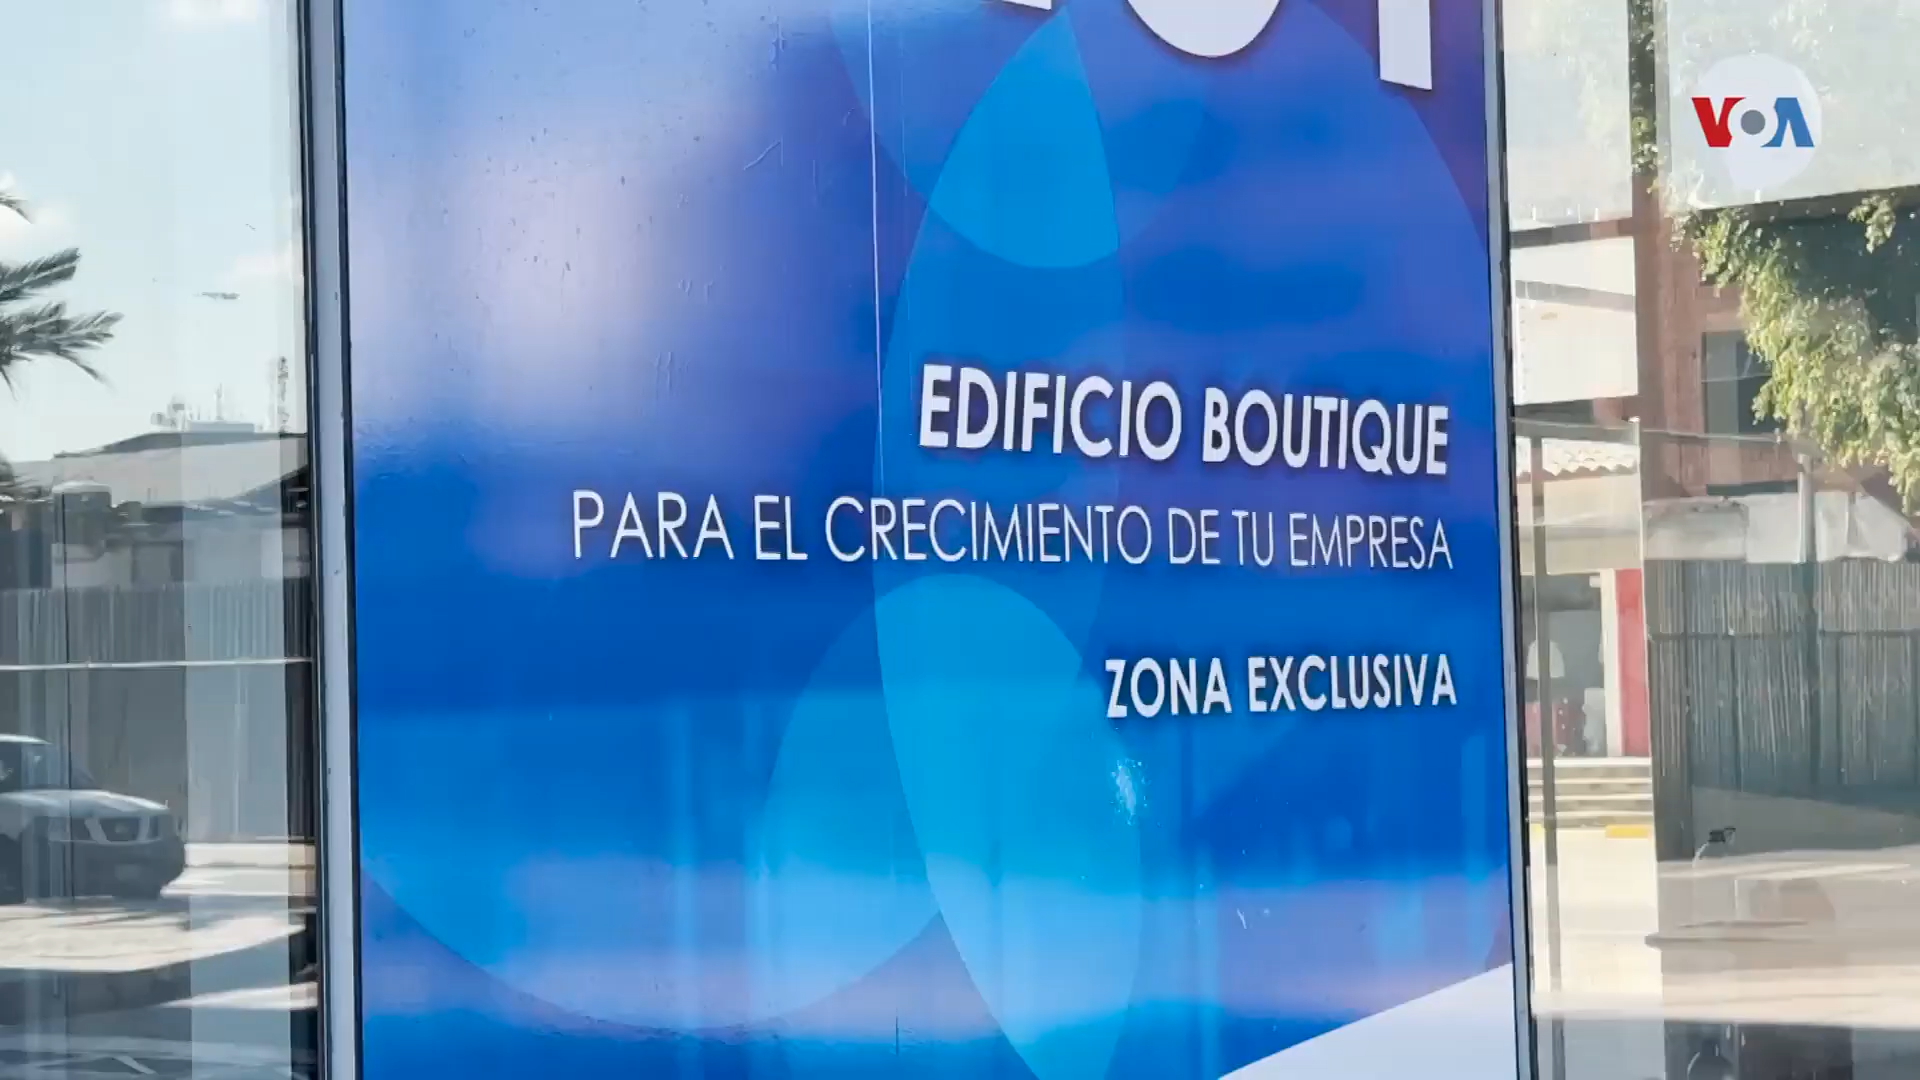 VOA
EDIFICIO BOUTIQUE
PARA EL CRECIMIENTO DE TU EMPRESA
ZONA EXCLUSIVA